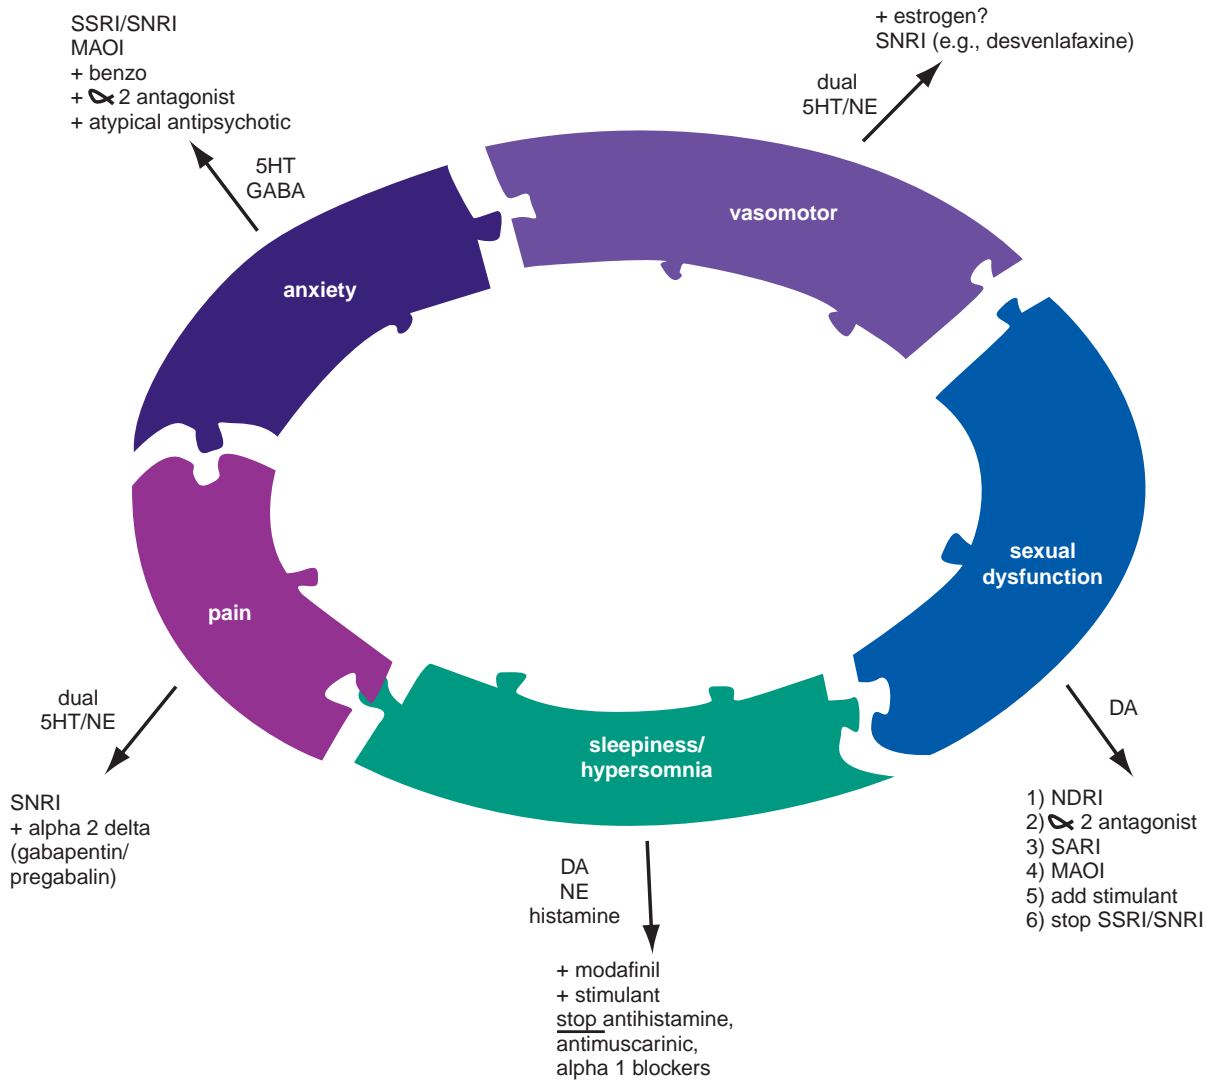 SSRI/SNRI
MAOI
+ benzo
+ α 2 antagonist
+ atypical antipsychotic
5HT
GABA
+ estrogen?
SNRI (e.g., desvenlafaxine)
dual
5HT/NE
vasomotor
anxiety
sexual
dysfunction
pain
dual
5HT/NE
SNRI
+ alpha 2 delta
(gabapentin/
pregabalin)
sleepiness/
hypersomnia
DA
NE
histamine
+ modafinil
+ stimulant
stop antihistamine,
antimuscarinic,
alpha 1 blockers
DA
1) NDRI
2) α 2 antagonist
3) SARI
4) MAOI
5) add stimulant
6) stop SSRI/SNRI